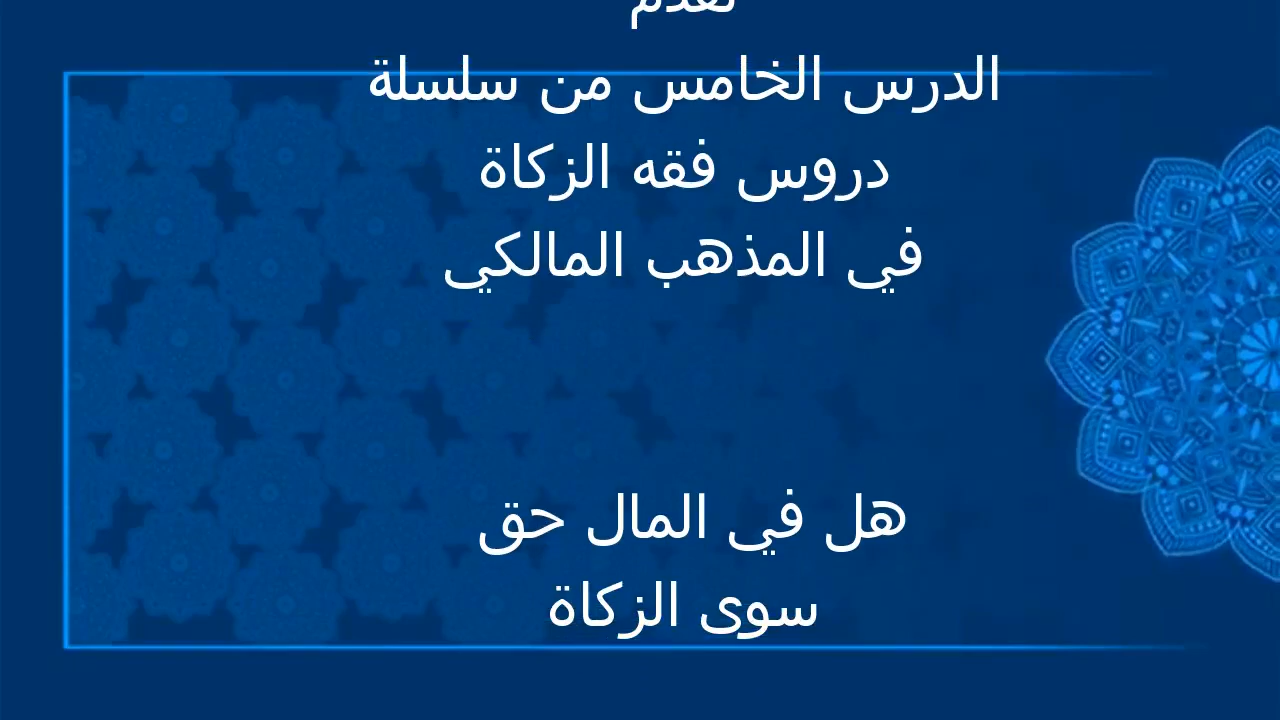 الدرس الخامس من سلسلة
دروس فقه الزكاة
في المذهب المالكي
هل في المال حق
سوى الزكاة